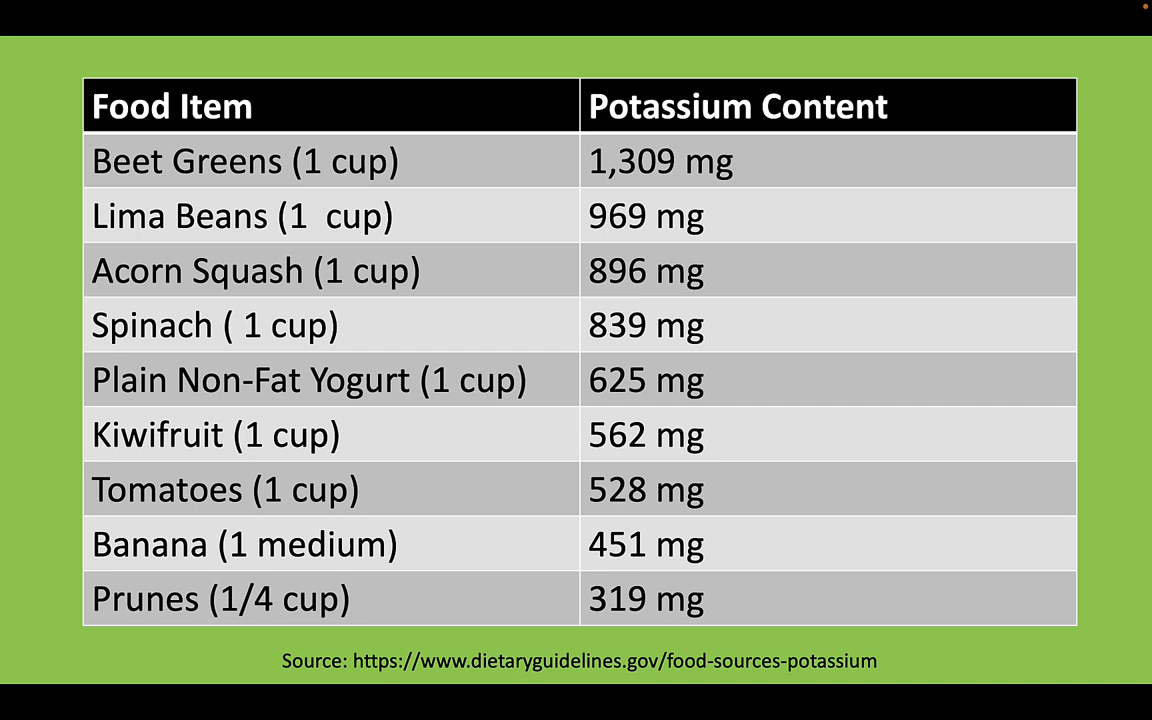 Food Item Potassium Content
Beet Greens (1 cup) 1,309 mg
Lima Beans (1  cup) 969 mg
Acorn Squash (1 cup) 896 mg
Spinach ( 1 cup) 839 mg
Plain Non-Fat Yogurt (1 cup) 625 mg
Kiwifruit (1 cup) 562 mg
Tomatoes (1 cup) 528 mg
Banana (1 medium) 451 mg
Prunes (1/4 cup) 319 mg
Source: https://www.dietaryguidelines.gov/food-sources-potassium